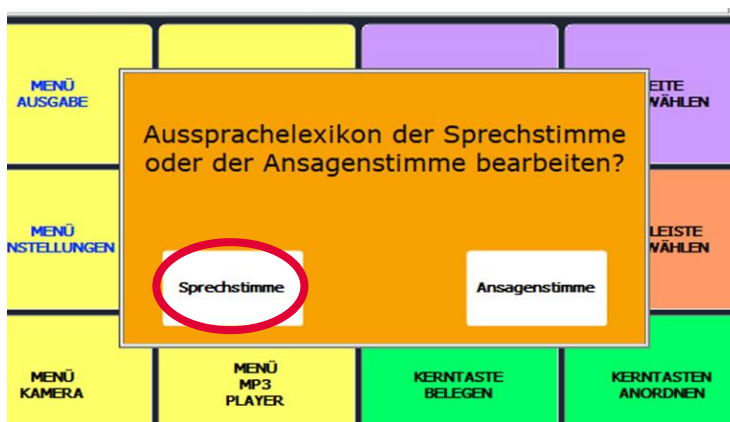 MENÜ
AUSGABE
EITE
WÄHLEN
Aussprachelexikon der Sprechstimme
oder der Ansagenstimme bearbeiten?
MENÜ
NSTELLUNGEN
LEISTE
WÄHLEN
Sprechstimme
Ansagenstimme
MENÜ
KAMERA
MENÜ
MP3
PLAYER
KERNTASTE
BELEGEN
KERNTASTEN
ANORDNEN